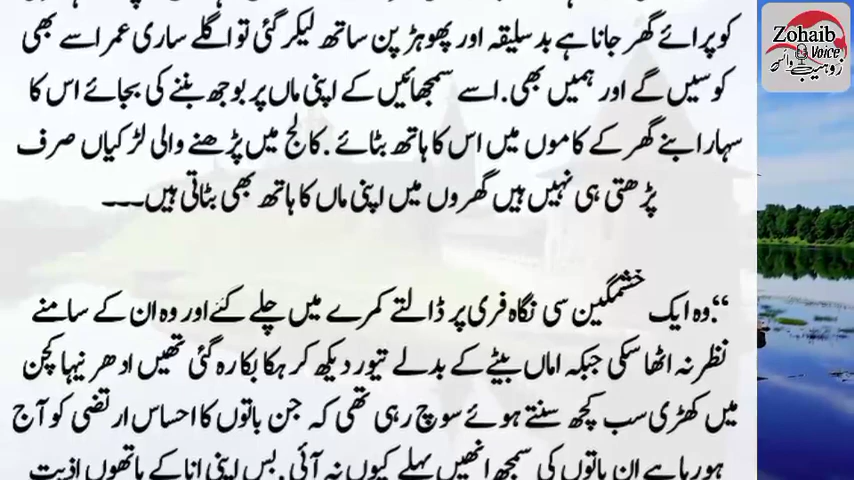 کو پرائے گھر جانا ہے بد سلیقہ اور پھوہڑ پن ساتھ لیکر گئی تو اگلے ساری عمر اسے بھی
کوسیں گے اور ہمیں بھی. اسے سمجھائیں کے اپنی ماں پر بوجھ بننے کی بجائے اس کا
سہارا بنے گھر کے کاموں میں اس کا ہاتھ بٹائے. کالج میں پڑھنے والی لڑکیاں صرف
پڑھتی ہی نہیں ہیں گھروں میں اپنی ماں کا ہاتھ بھی بٹاتی ہیں۔۔۔
“.وہ ایک خشمگین سی نگاہ فری پر ڈالتے کمرے میں چلے گئے اور وہ ان کے سامنے
نظر نہ اٹھا سکی جبکہ اماں بیٹے کے بدلے تیور دیکھ کر ہکا بکا رہ گئی تھیں ادھر نیہا کچن
میں کھڑی سب کچھ سنتے ہوئے سوچ رہی تھی کہ جن باتوں کا احساس ارتضی کو آج
ہو رہا ہے ان باتوں کی سمجھ انھیں پہلے کیوں نہ آئی. بس اپنی انا کے ہاتھوں اذیت
Zohaib
Voice
زوہیب وائس